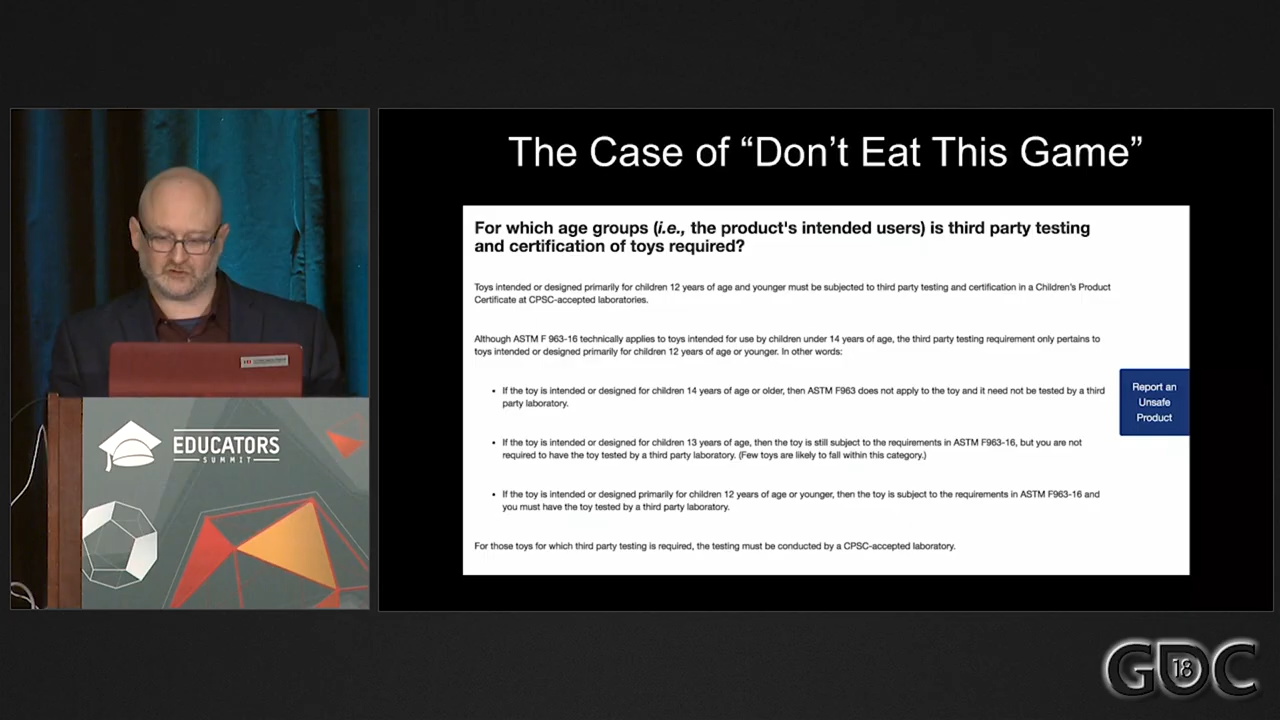 The Case of “Don’t Eat This Game”
For which age groups (i.e., the product's intended users) is third party testing
and certification of toys required?
Toys intended or designed primarily for children 12 years of age and younger must be subjected to third party testing and certification in a Children's Product
Certificate at CPSC-accepted laboratories.
Although ASTM F 963-16 technically applies to toys intended for use by children under 14 years of age, the third party testing requirement only pertains to
toys intended or designed primarily for children 12 years of age or younger. In other words:
• If the toy is intended or designed for children 14 years of age or older, then ASTM F963 does not apply to the toy and it need not be tested by a third
party laboratory.
• If the toy is intended or designed for children 13 years of age, then the toy is still subject to the requirements in ASTM F963-16, but you are not
required to have the toy tested by a third party laboratory. (Few toys are likely to fall within this category.)
• If the toy is intended or designed primarily for children 12 years of age or younger, then the toy is subject to the requirements in ASTM F963-16 and
you must have the toy tested by a third party laboratory.
For those toys for which third party testing is required, the testing must be conducted by a CPSC-accepted laboratory.
Report an
Unsafe
Product
EDUCATORS
SUMMIT
GDC
18